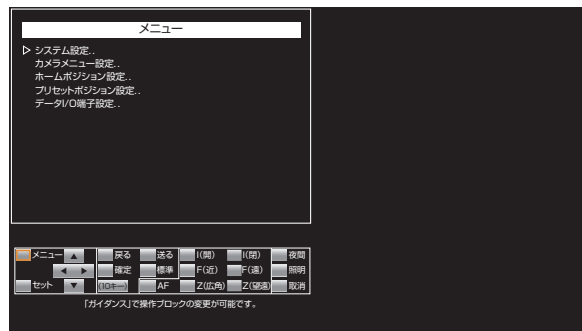 メニュー
システム設定..
カメラメニュー設定..
ホームポジション設定..
プリセットポジション設定..
データI/O端子設定..
メニュー ▲ 戻る 送る I(開) I(閉) 夜間
◀ ▶ 確定 標準 F(近) F(遠) 照明
セット ▼ (10キー) AF Z(広角) Z(望遠) 取消
「ガイダンス」で操作ブロックの変更が可能です。